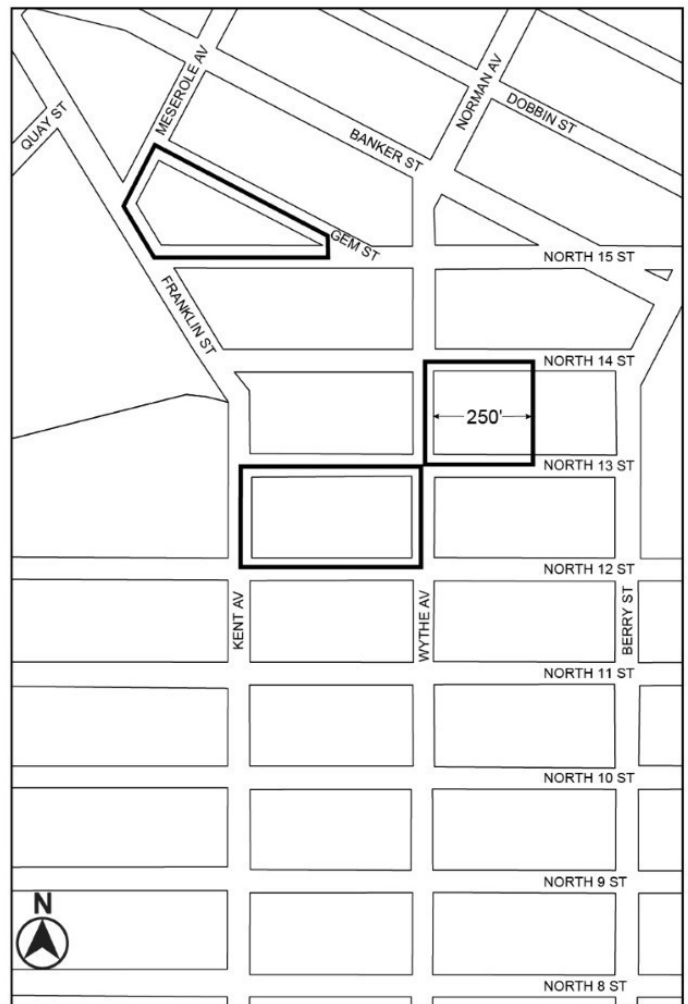 MESEROLE AV
NORMAN AV
QUAY ST
DOBBIN ST
BANKER ST
GEM ST
NORTH 15 ST
FRANKLIN ST
NORTH 14 ST
250'
NORTH 13 ST
NORTH 12 ST
KENT AV
WYTHE AV
BERRY ST
NORTH 11 ST
NORTH 10 ST
NORTH 9 ST
N
NORTH 8 ST